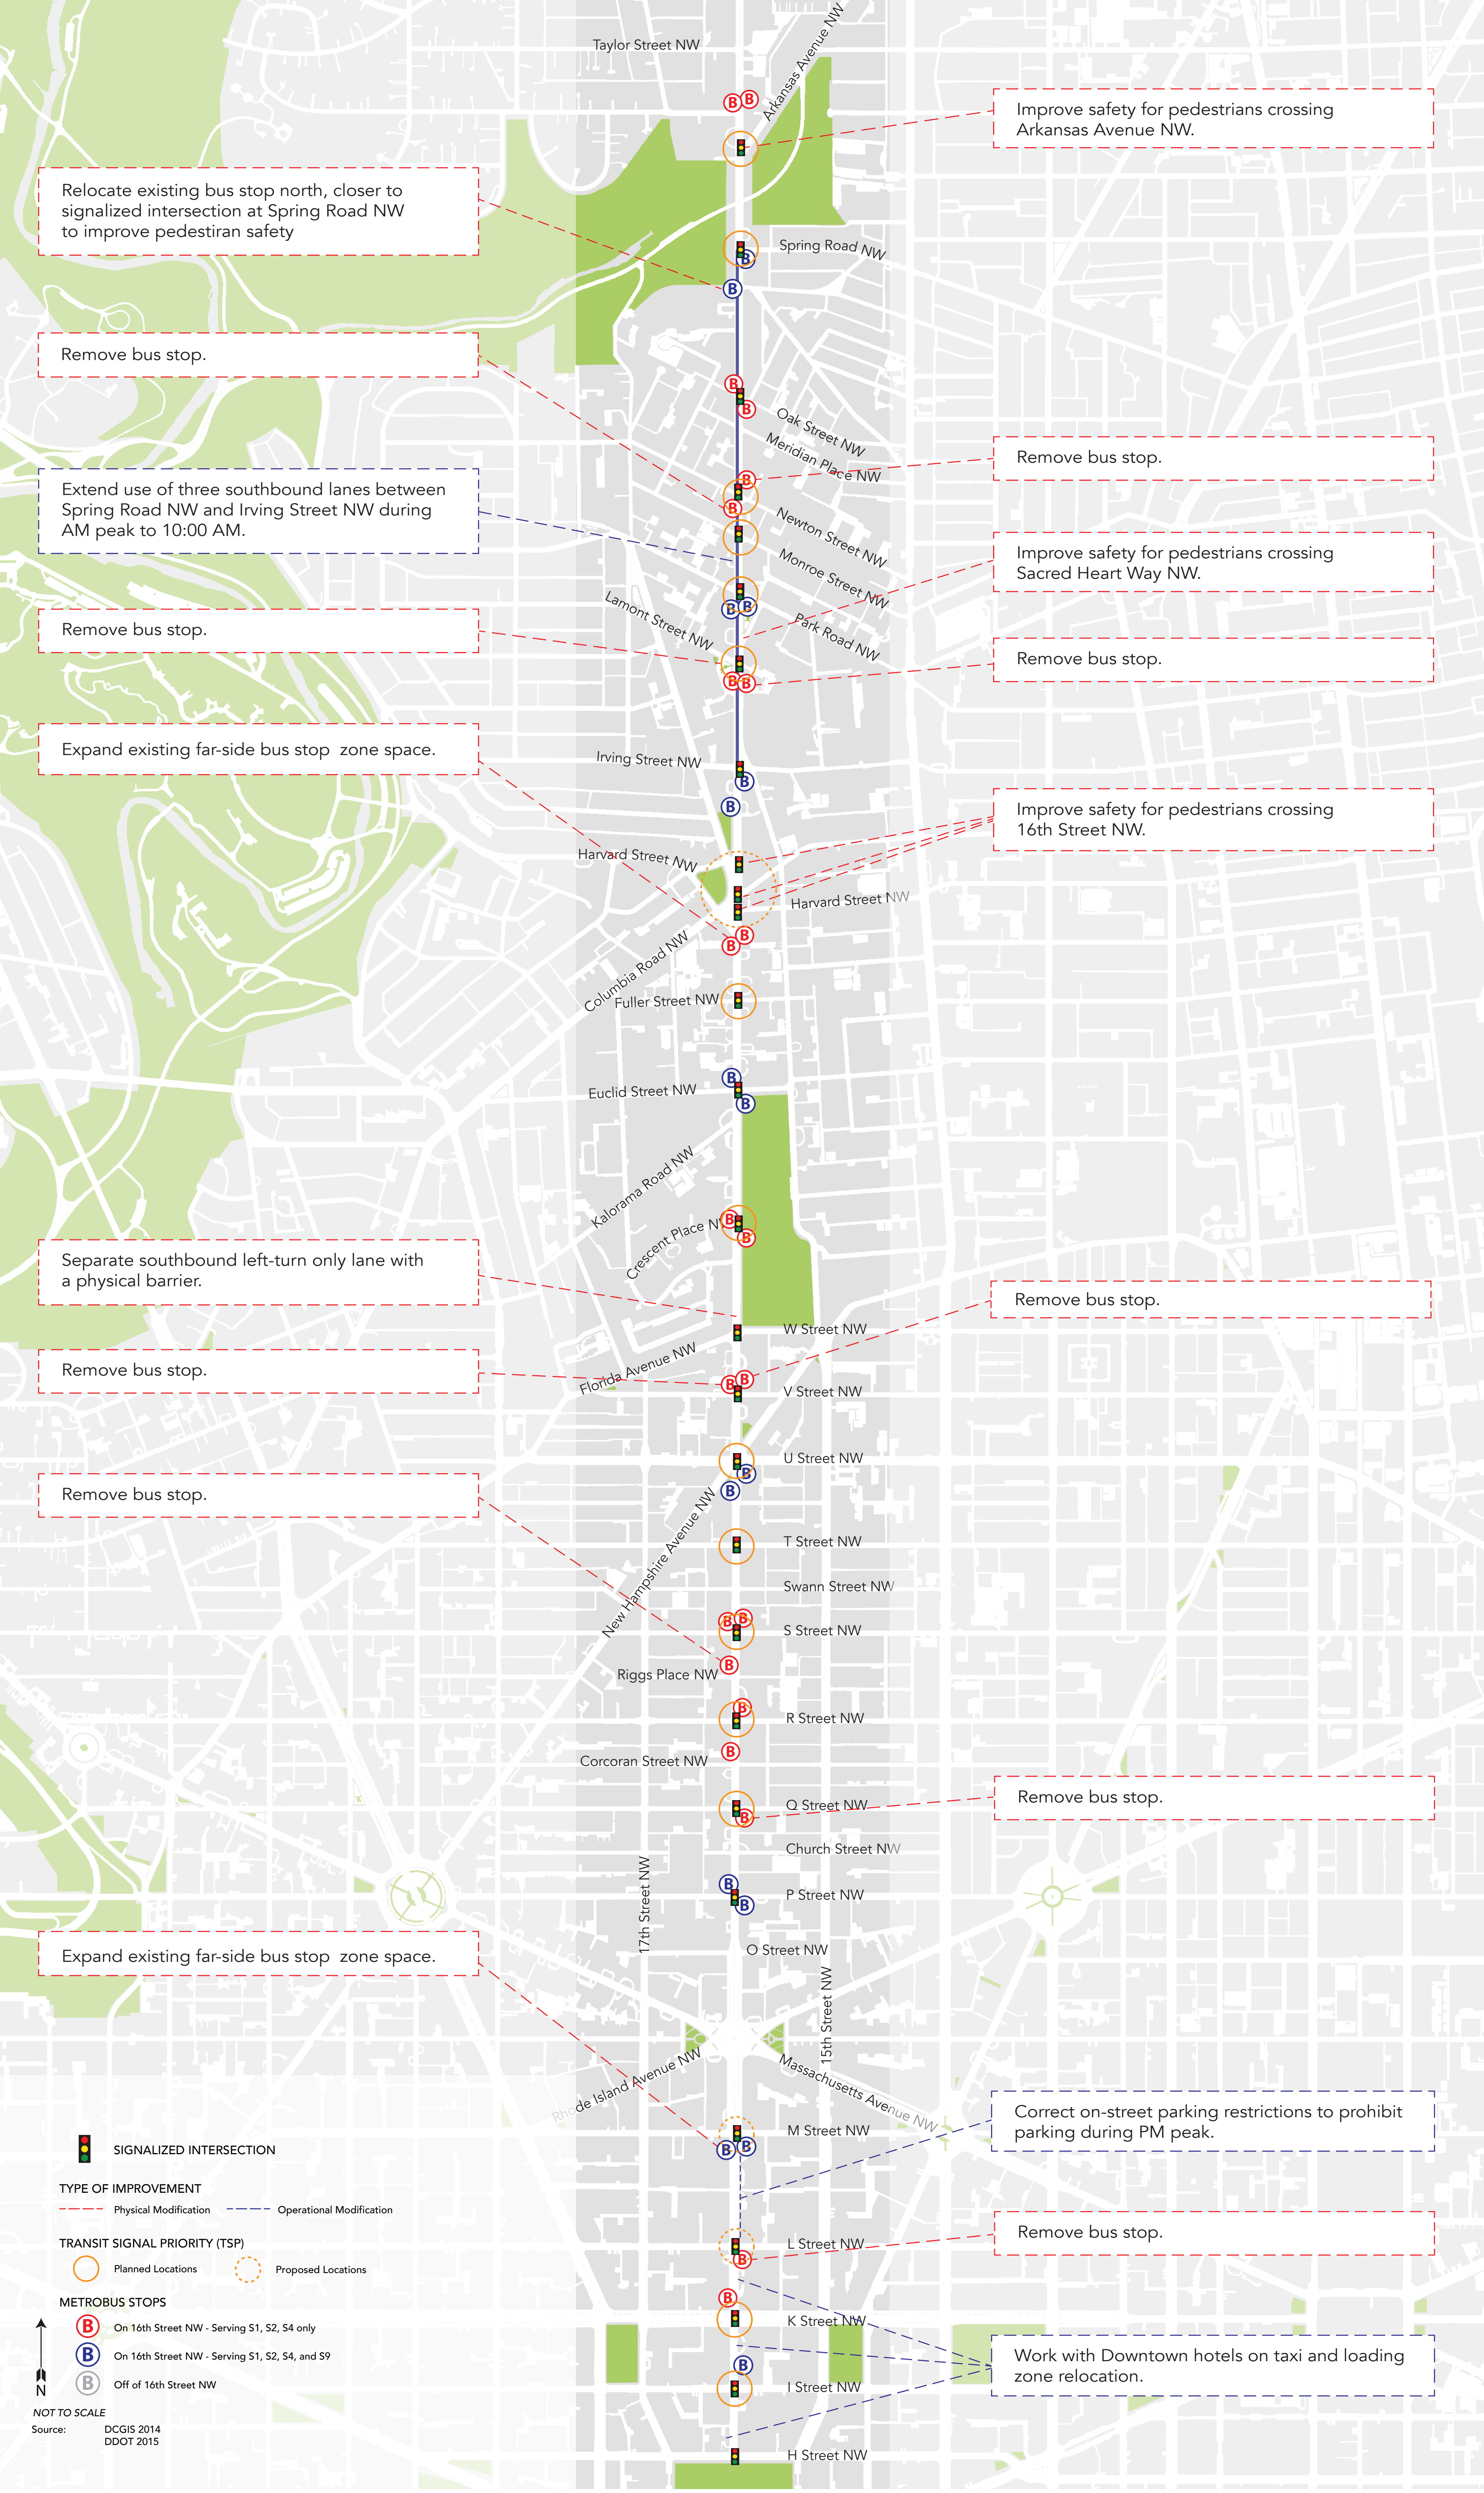 Taylor Street NW
Arkansas Avenue NW
B B
Improve safety for pedestrians crossing
Arkansas Avenue NW.
Relocate existing bus stop north, closer to
signalized intersection at Spring Road NW
to improve pedestiran safety
Spring Road NW
B
B
Remove bus stop.
B
B
Oak Street NW
Meridian Place NW
Remove bus stop.
B
B
Extend use of three southbound lanes between
Spring Road NW and Irving Street NW during
AM peak to 10:00 AM.
Newton Street NW
Monroe Street NW
Improve safety for pedestrians crossing
Sacred Heart Way NW.
Lamont Street NW
B B
Park Road NW
Remove bus stop.
Remove bus stop.
B B
Expand existing far-side bus stop  zone space.
Irving Street NW
B
B
Improve safety for pedestrians crossing
16th Street NW.
Harvard Street NW
Harvard Street NW
B
B
Columbia Road NW
Fuller Street NW
B
Euclid Street NW
B
Kalorama Road NW
Crescent Place N
B
B
Separate southbound left-turn only lane with
a physical barrier.
Remove bus stop.
W Street NW
Florida Avenue NW
Remove bus stop.
B B
V Street NW
U Street NW
B
B
Remove bus stop.
New Hampshire Avenue NW
T Street NW
Swann Street NW
B B
S Street NW
B
Riggs Place NW
B
R Street NW
B
Corcoran Street NW
Q Street NW
B
Remove bus stop.
Church Street NW
17th Street NW
B
P Street NW
B
O Street NW
Expand existing far-side bus stop  zone space.
15th Street NW
Rhode Island Avenue NW
Massachusetts Avenue NW
M Street NW
B B
Correct on-street parking restrictions to prohibit
parking during PM peak.
L Street NW
B
Remove bus stop.
B
K Street NW
B
Work with Downtown hotels on taxi and loading
zone relocation.
I Street NW
H Street NW
SIGNALIZED INTERSECTION
TYPE OF IMPROVEMENT
Physical Modification
Operational Modification
TRANSIT SIGNAL PRIORITY (TSP)
Planned Locations
Proposed Locations
METROBUS STOPS
B On 16th Street NW - Serving S1, S2, S4 only
B On 16th Street NW - Serving S1, S2, S4, and S9
B Off of 16th Street NW
N
NOT TO SCALE
Source: DCGIS 2014
DDOT 2015